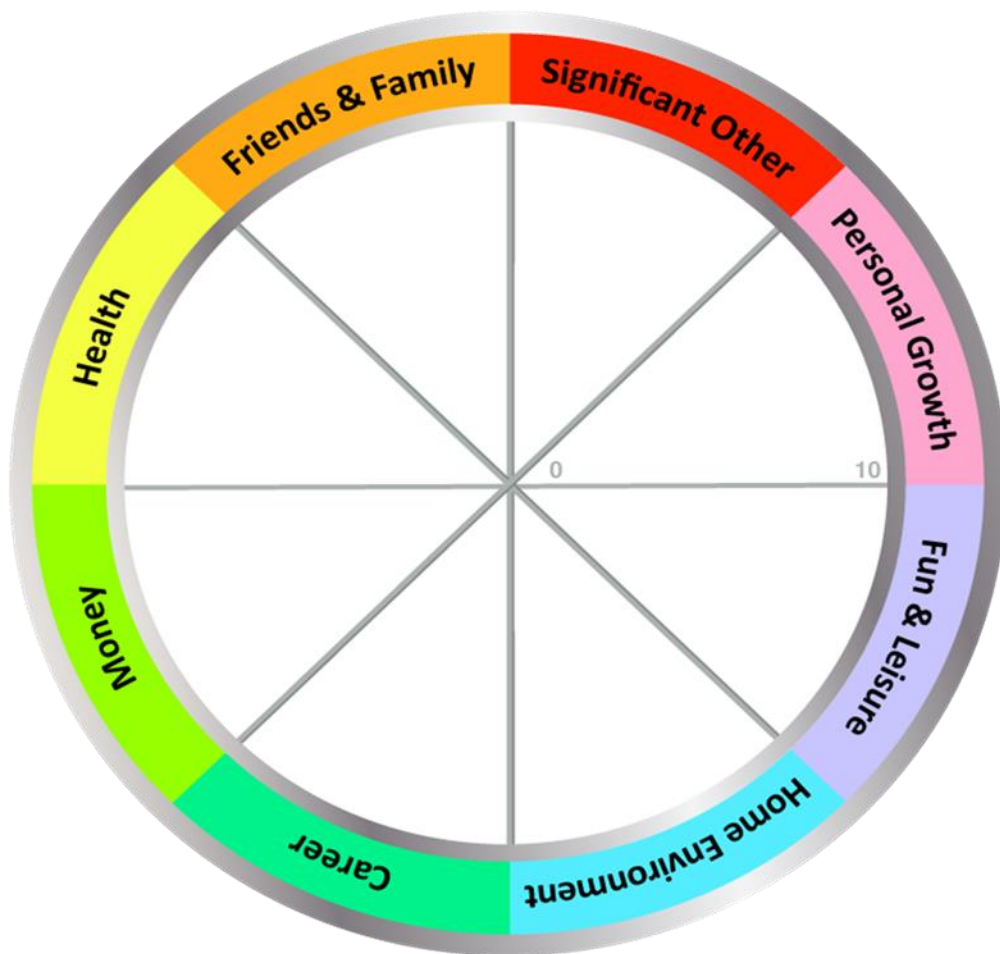 Friends & Family
Significant Other
Personal Growth
Health
0
10
Fun & Leisure
Money
Home Environment
Career